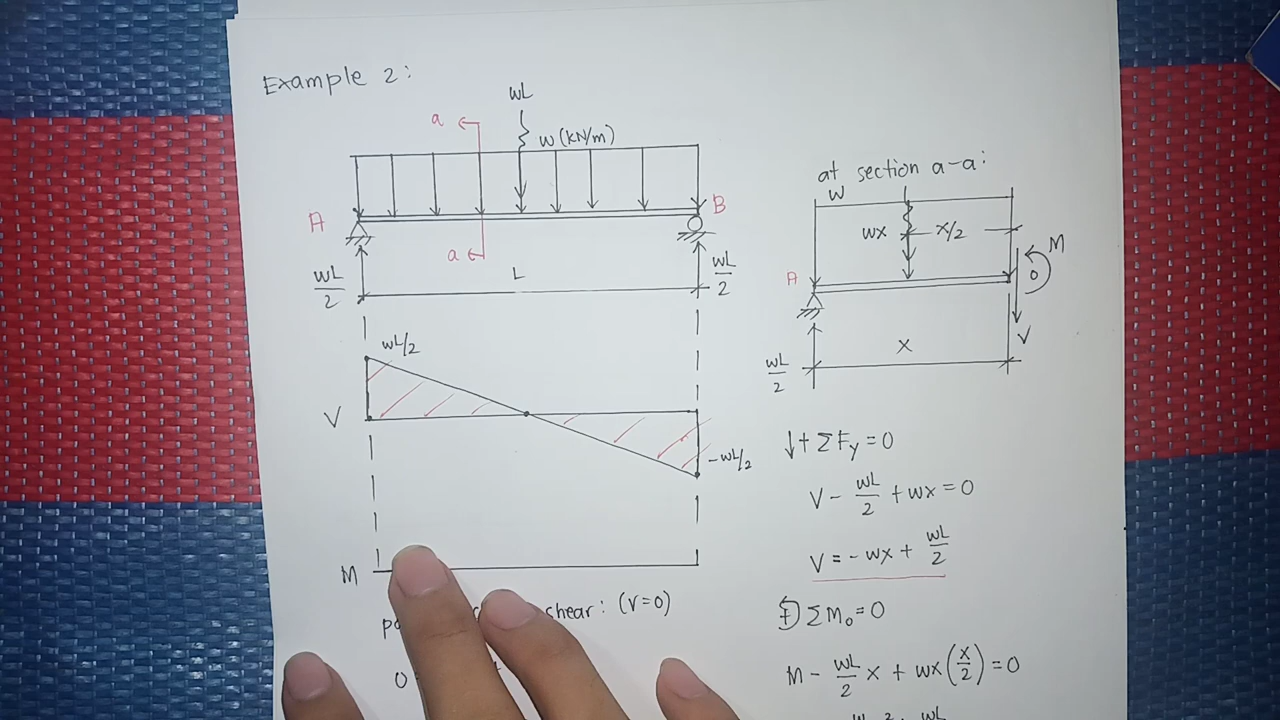 Example 2:
wL
a
w (kN/m)
A
B
a
wL/2
L
wL/2
wL/2
V
-wL/2
M
shear: (V=0)
0
at section a-a:
w
wx
x/2
M
A
o
V
x
wL/2
↓+ ΣFy = 0
V - wL/2 + wx = 0
V = -wx + wL/2
ΣMo = 0
M - wL/2 x + wx(x/2) = 0